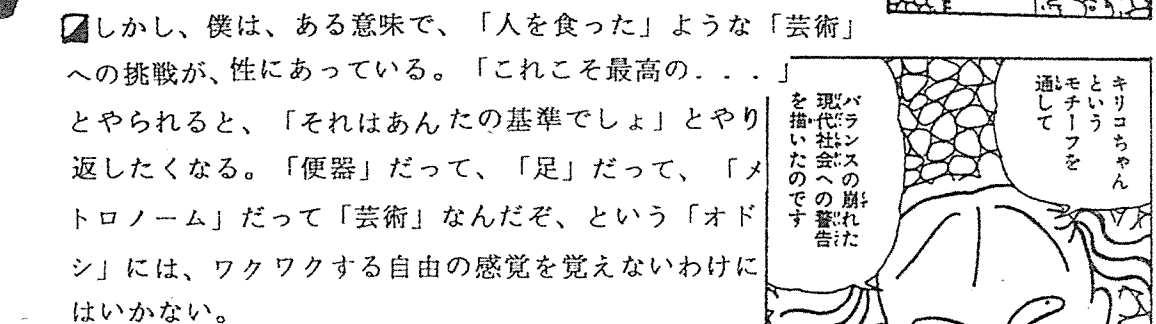 しかし、僕は、ある意味で、「人を食った」ような「芸術」
への挑戦が、性にあっている。「これこそ最高の...」
とやられると、「それはあんたの基準でしょ」とやり
返したくなる。「便器」だって、「足」だって、「メ
トロノーム」だって「芸術」なんだぞ、という「オド
シ」には、ワクワクする自由の感覚を覚えないわけに
はいかない。
キリコちゃん
という
モチーフを
通して
バランスの崩れた
現代社会への警告
を描いたのです